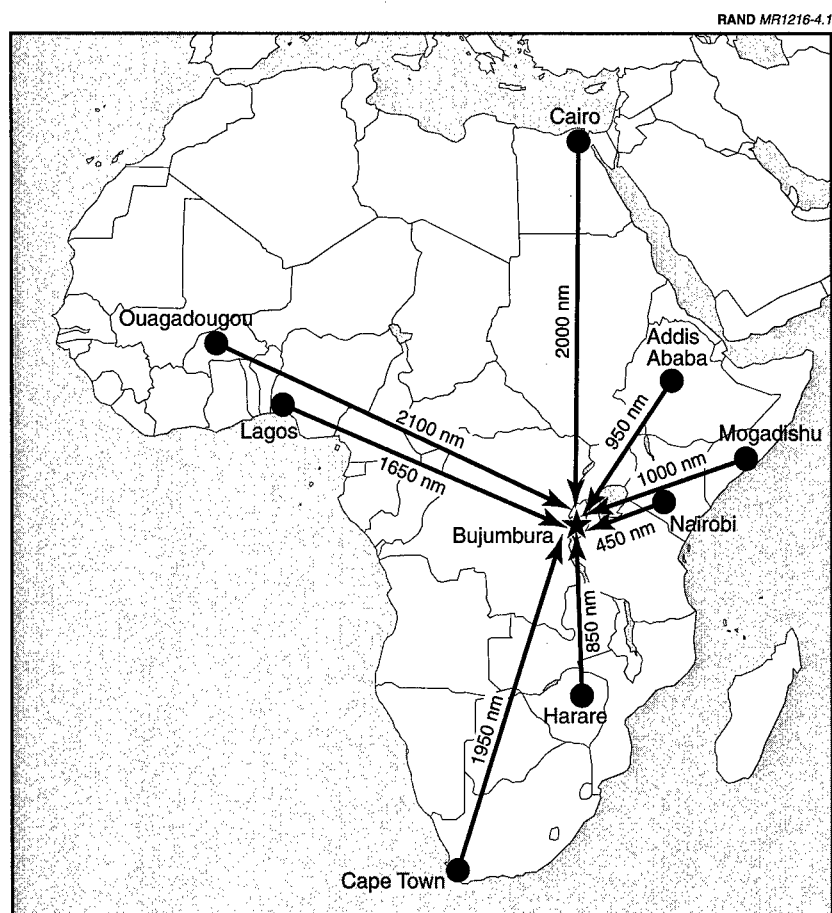 RAND MR1216-4.1
Cairo
2000 nm
Ouagadougou
Addis
Ababa
950 nm
Lagos
2100 nm
1650 nm
Mogadishu
1000 nm
Nairobi
450 nm
Bujumbura
850 nm
Harare
1950 nm
Cape Town